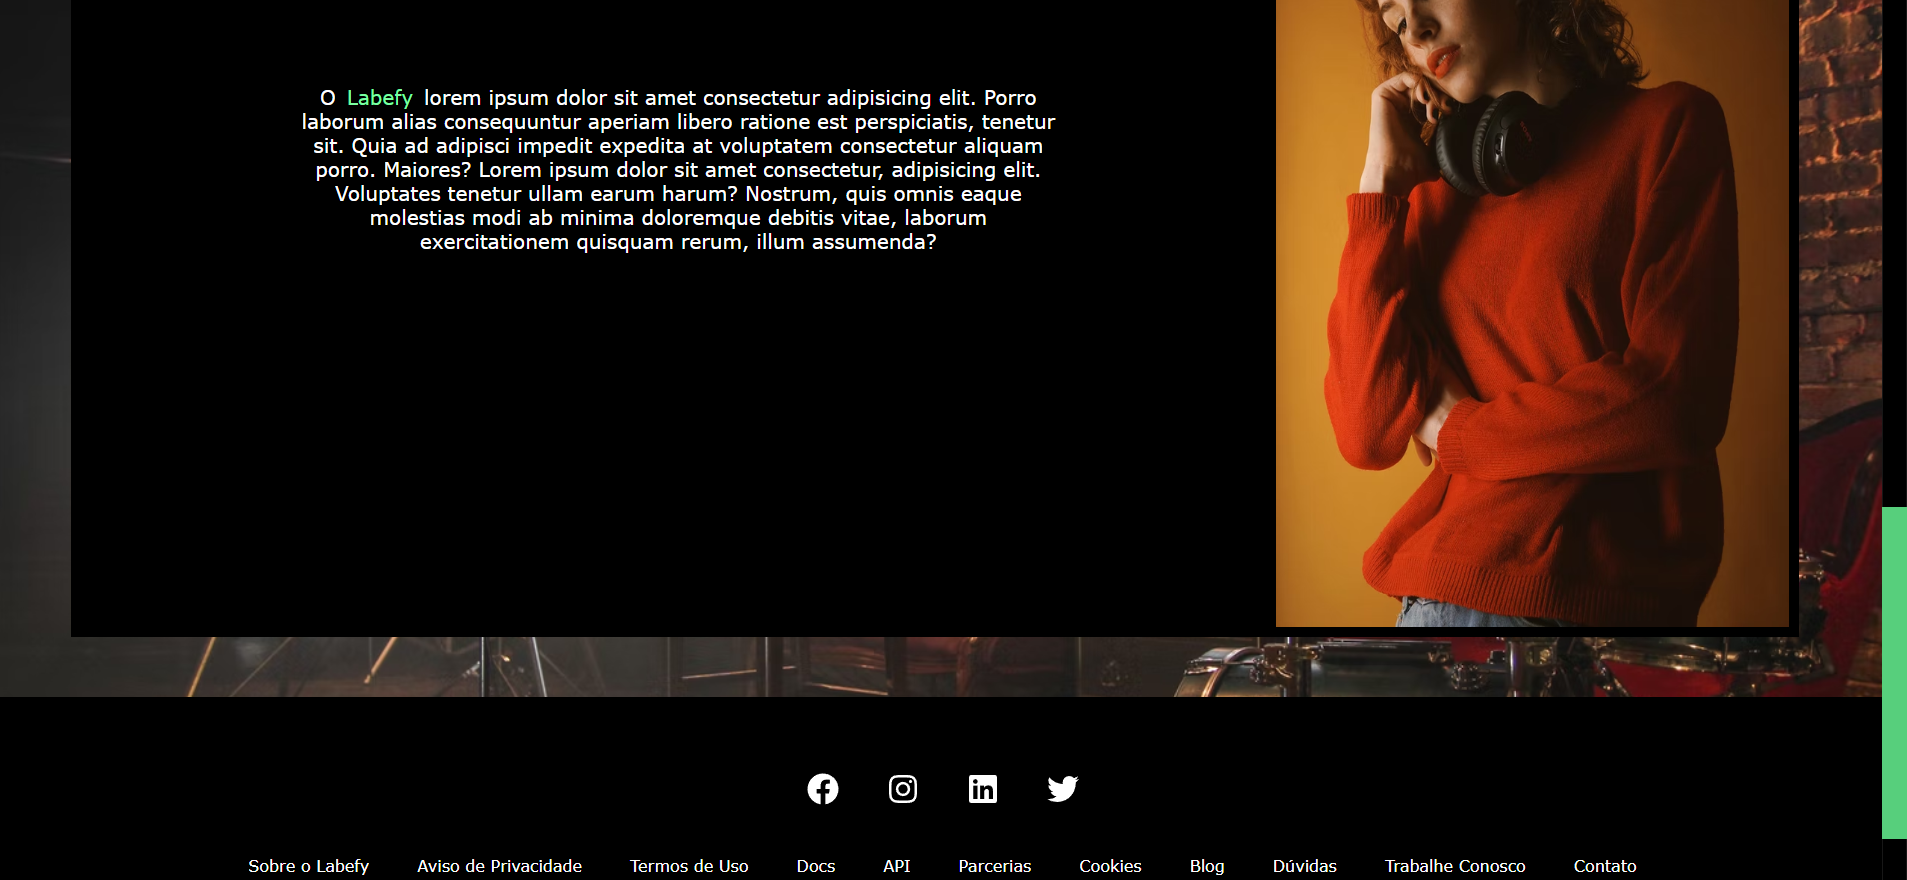 O Labefy lorem ipsum dolor sit amet consectetur adipisicing elit. Porro
laborum alias consequuntur aperiam libero ratione est perspiciatis, tenetur
sit. Quia ad adipisci impedit expedita at voluptatem consectetur aliquam
porro. Maiores? Lorem ipsum dolor sit amet consectetur, adipisicing elit.
Voluptates tenetur ullam earum harum? Nostrum, quis omnis eaque
molestias modi ab minima doloremque debitis vitae, laborum
exercitationem quisquam rerum, illum assumenda?
Sobre o Labefy Aviso de Privacidade Termos de Uso Docs API Parcerias Cookies Blog Dúvidas Trabalhe Conosco Contato